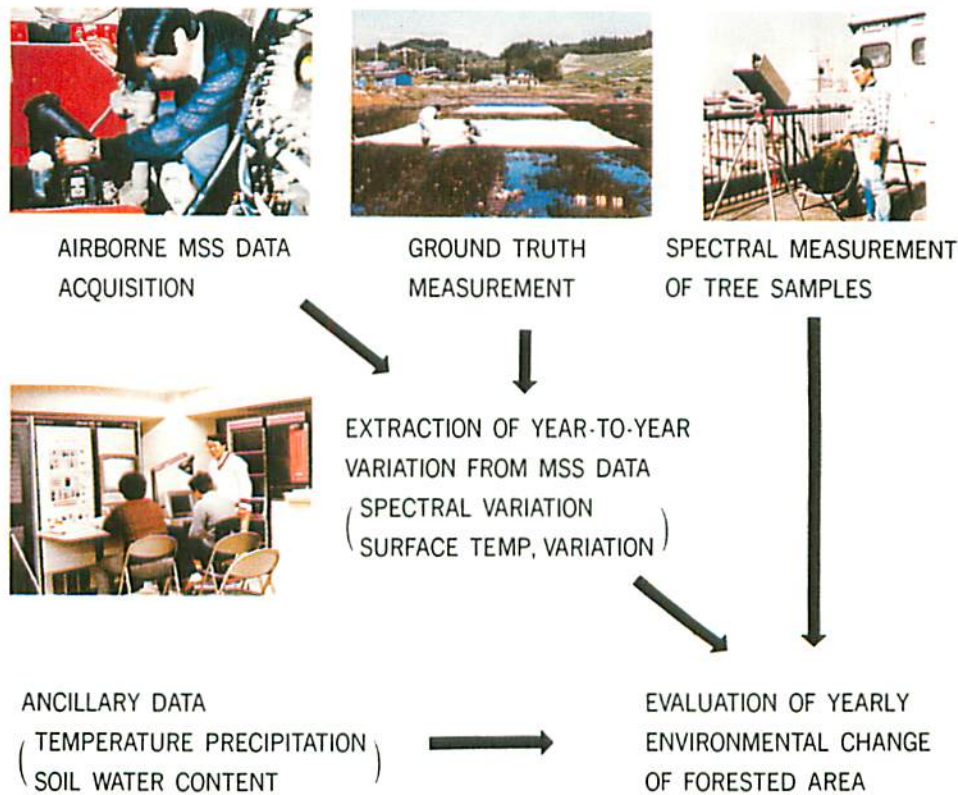 AIRBORNE MSS DATA
ACQUISITION
GROUND TRUTH
MEASUREMENT
SPECTRAL MEASUREMENT
OF TREE SAMPLES
EXTRACTION OF YEAR-TO-YEAR
VARIATION FROM MSS DATA
(SPECTRAL VARIATION
SURFACE TEMP, VARIATION)
ANCILLARY DATA
(TEMPERATURE PRECIPITATION
SOIL WATER CONTENT)
EVALUATION OF YEARLY
ENVIRONMENTAL CHANGE
OF FORESTED AREA